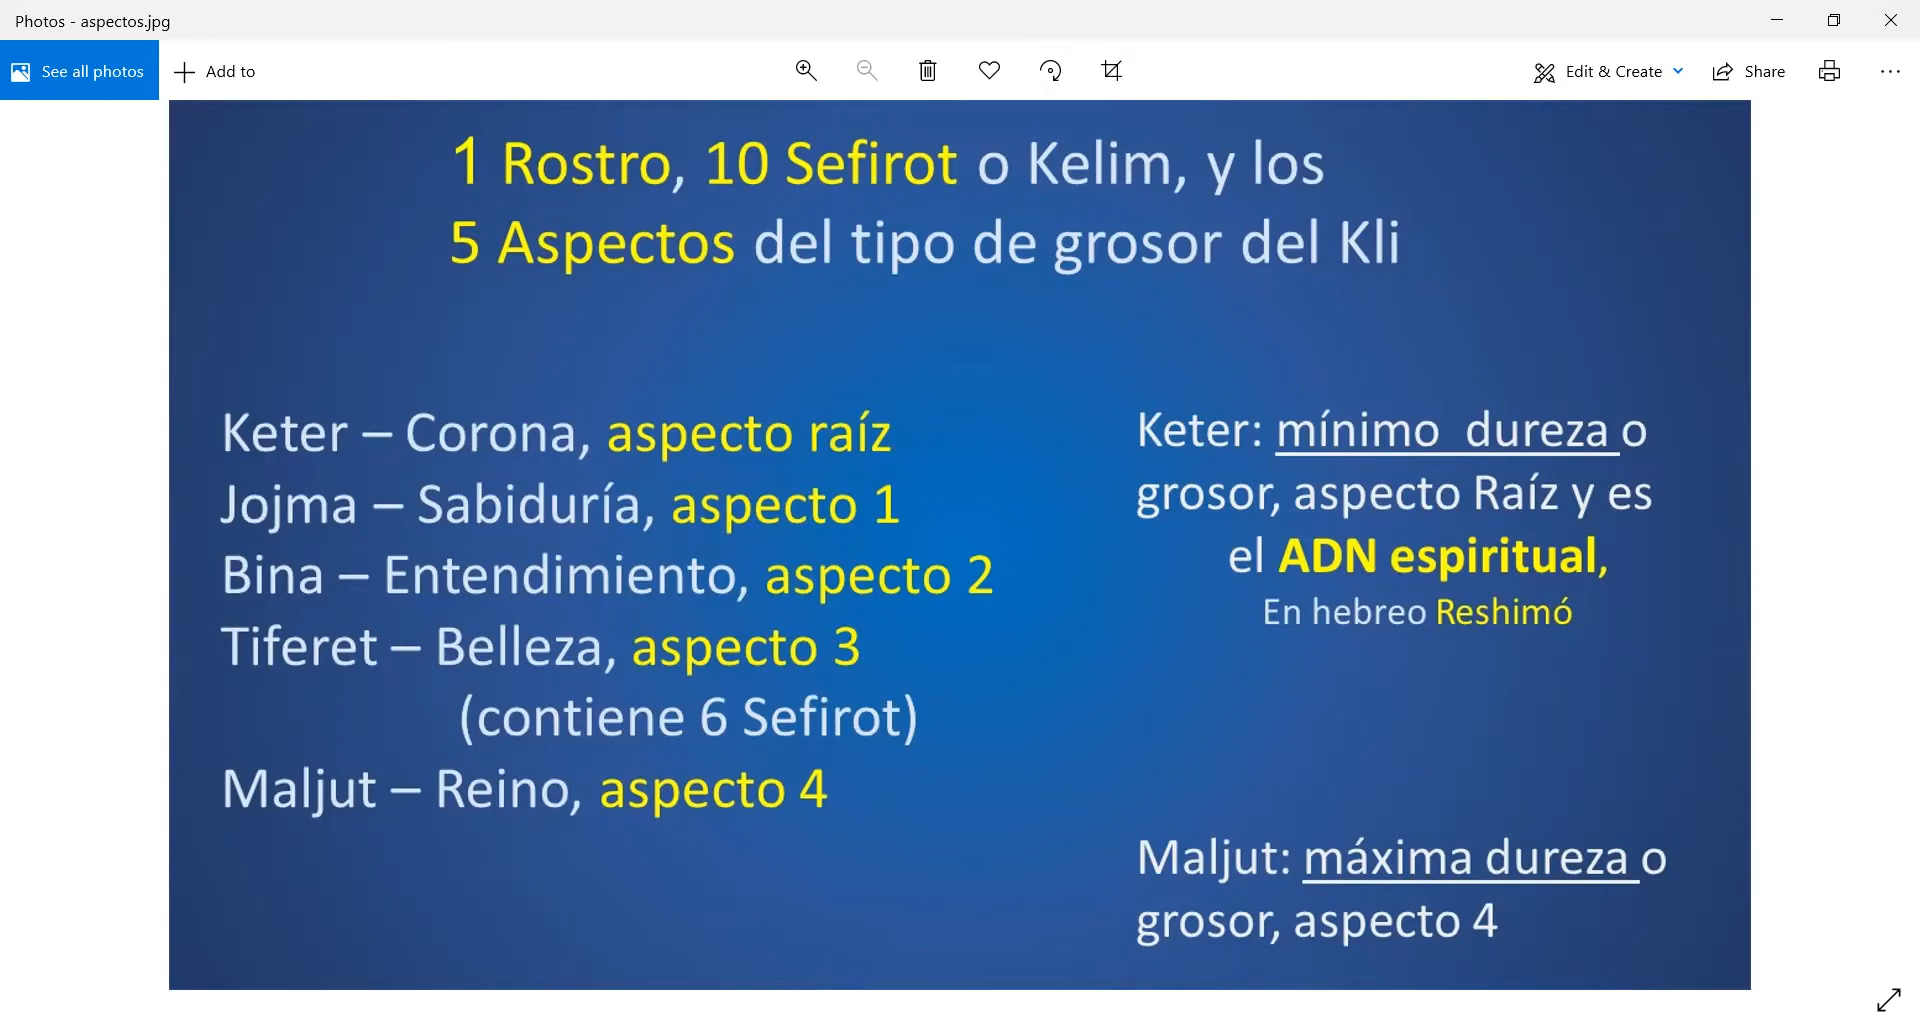 Photos - aspectos.jpg
See all photos
Add to
Edit & Create
Share
1 Rostro, 10 Sefirot o Kelim, y los
5 Aspectos del tipo de grosor del Kli
Keter – Corona, aspecto raíz
Jojma – Sabiduría, aspecto 1
Bina – Entendimiento, aspecto 2
Tiferet – Belleza, aspecto 3
(contiene 6 Sefirot)
Maljut – Reino, aspecto 4
Keter: mínimo dureza o
grosor, aspecto Raíz y es
el ADN espiritual,
En hebreo Reshimó
Maljut: máxima dureza o
grosor, aspecto 4